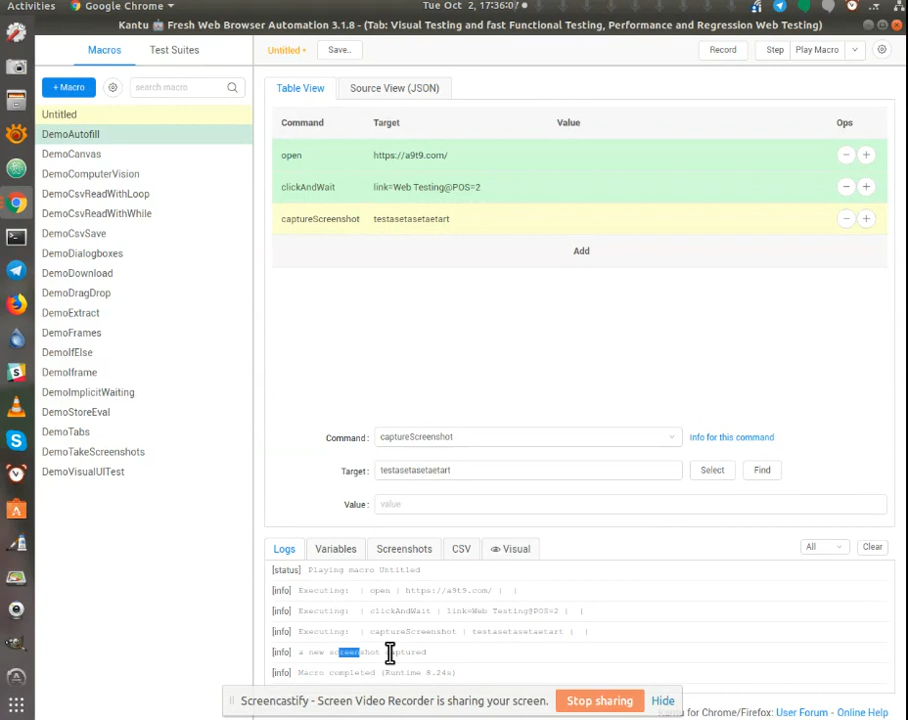 Activities Google Chrome Tue Oct 2, 17:36:07
Kantu Fresh Web Browser Automation 3.1.8 - (Tab: Visual Testing and fast Functional Testing, Performance and Regression Web Testing)
Macros Test Suites
Untitled Save..
Record Step Play Macro
+ Macro search macro
Table View Source View (JSON)
Untitled
DemoAutofill
DemoCanvas
DemoComputerVision
DemoCsvReadWithLoop
DemoCsvReadWithWhile
DemoCsvSave
DemoDialogboxes
DemoDownload
DemoDragDrop
DemoExtract
DemoFrames
DemoIfElse
DemoIframe
DemoImplicitWaiting
DemoStoreEval
DemoTabs
DemoTakeScreenshots
DemoVisualUITest
Command Target Value Ops
open https://a9t9.com/
clickAndWait link=Web Testing@POS=2
captureScreenshot testasetasetaetart
Add
Command: captureScreenshot Info for this command
Target: testasetasetaetart Select Find
Value: value
Logs Variables Screenshots CSV Visual All Clear
[status] Playing macro Untitled
[info] Executing: | open | https://a9t9.com/ | |
[info] Executing: | clickAndWait | link=Web Testing@POS=2 | |
[info] Executing: | captureScreenshot | testasetasetaetart | |
[info] a new screenshot captured
[info] Macro completed (Runtime 8.24s)
Screencastify - Screen Video Recorder is sharing your screen. Stop sharing Hide
for Chrome/Firefox: User Forum - Online Help